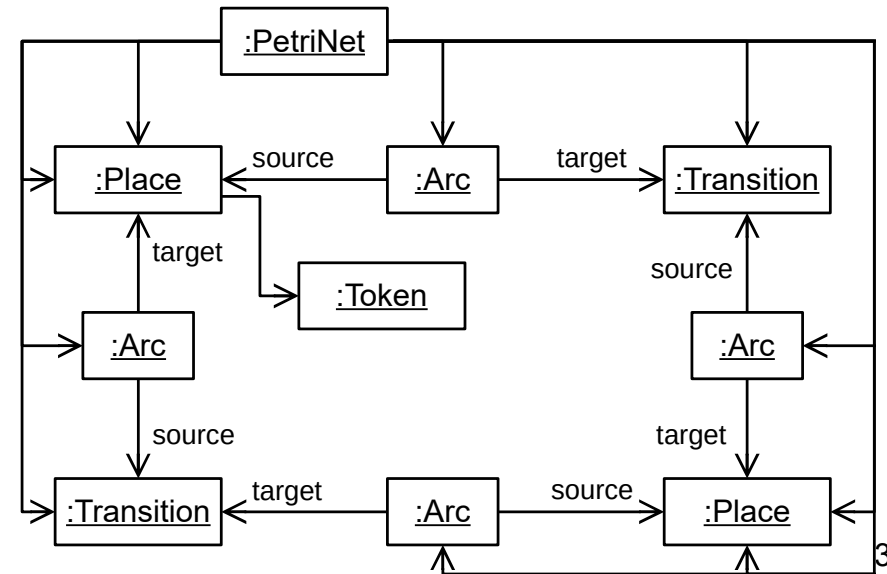 :PetriNet
source
target
:Place
:Arc
:Transition
target
source
:Token
:Arc
:Arc
source
target
target
source
:Transition
:Arc
:Place
3